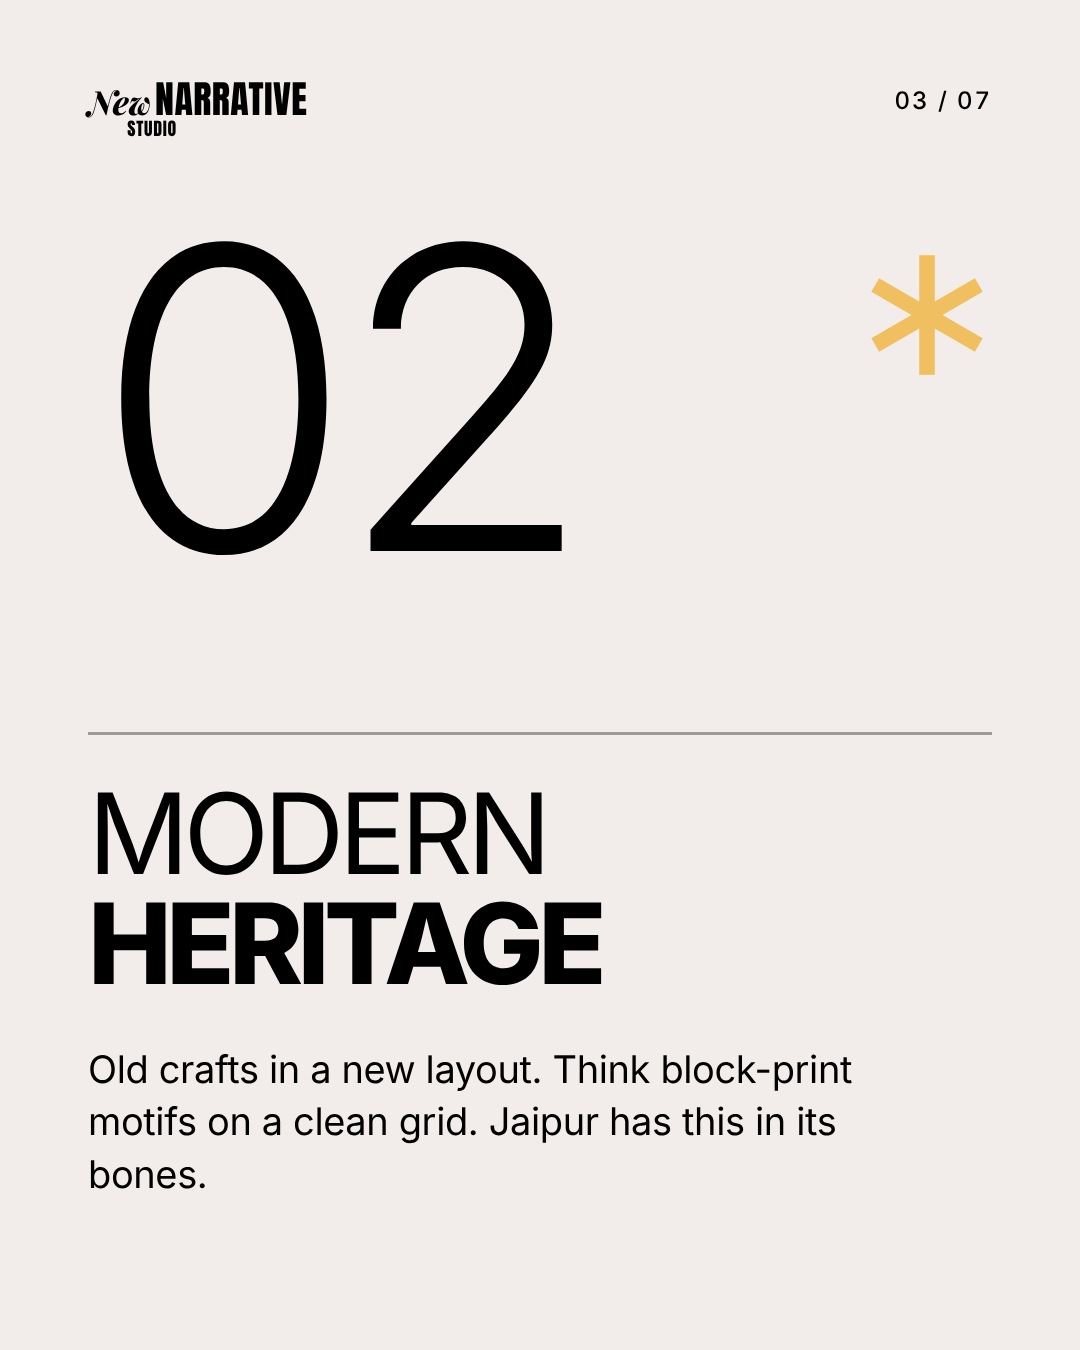 New NARRATIVE
STUDIO
03 / 07
02
*
MODERN
HERITAGE
Old crafts in a new layout. Think block-print
motifs on a clean grid. Jaipur has this in its
bones.